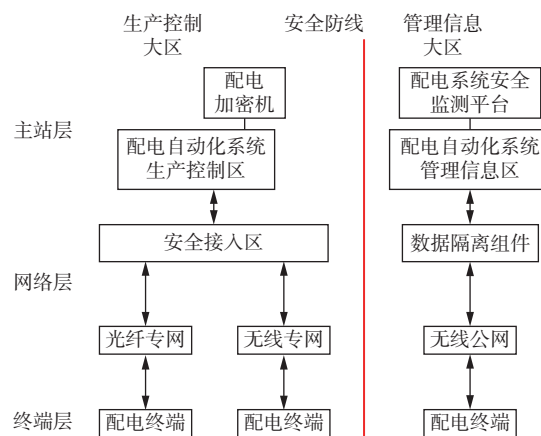 生产控制
大区
安全防线
管理信息
大区
配电
加密机
配电系统安全
监测平台
主站层
配电自动化系统
生产控制区
配电自动化系统
管理信息区
安全接入区
数据隔离组件
网络层
光纤专网
无线专网
无线公网
终端层
配电终端
配电终端
配电终端